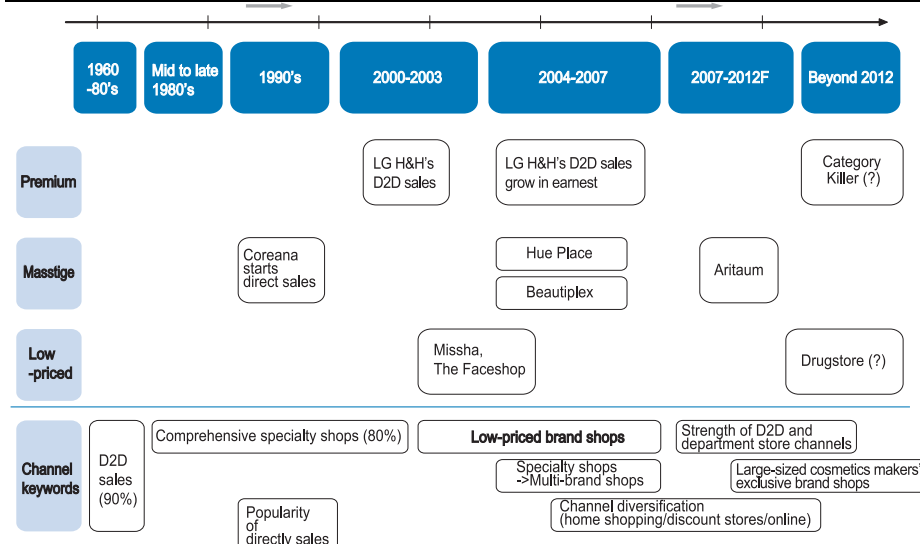 1960
-80's
Mid to late
1980's
1990's
2000-2003
2004-2007
2007-2012F
Beyond 2012
Premium
LG H&H's
D2D sales
LG H&H's D2D sales
grow in earnest
Category
Killer (?)
Masstige
Coreana
starts
direct sales
Hue Place
Beautiplex
Aritaum
Low
-priced
Missha,
The Faceshop
Drugstore (?)
Channel
keywords
D2D
sales
(90%)
Comprehensive specialty shops (80%)
Low-priced brand shops
Strength of D2D and
department store channels
Specialty shops
->Multi-brand shops
Large-sized cosmetics makers'
exclusive brand shops
Popularity
of
directly sales
Channel diversification
(home shopping/discount stores/online)